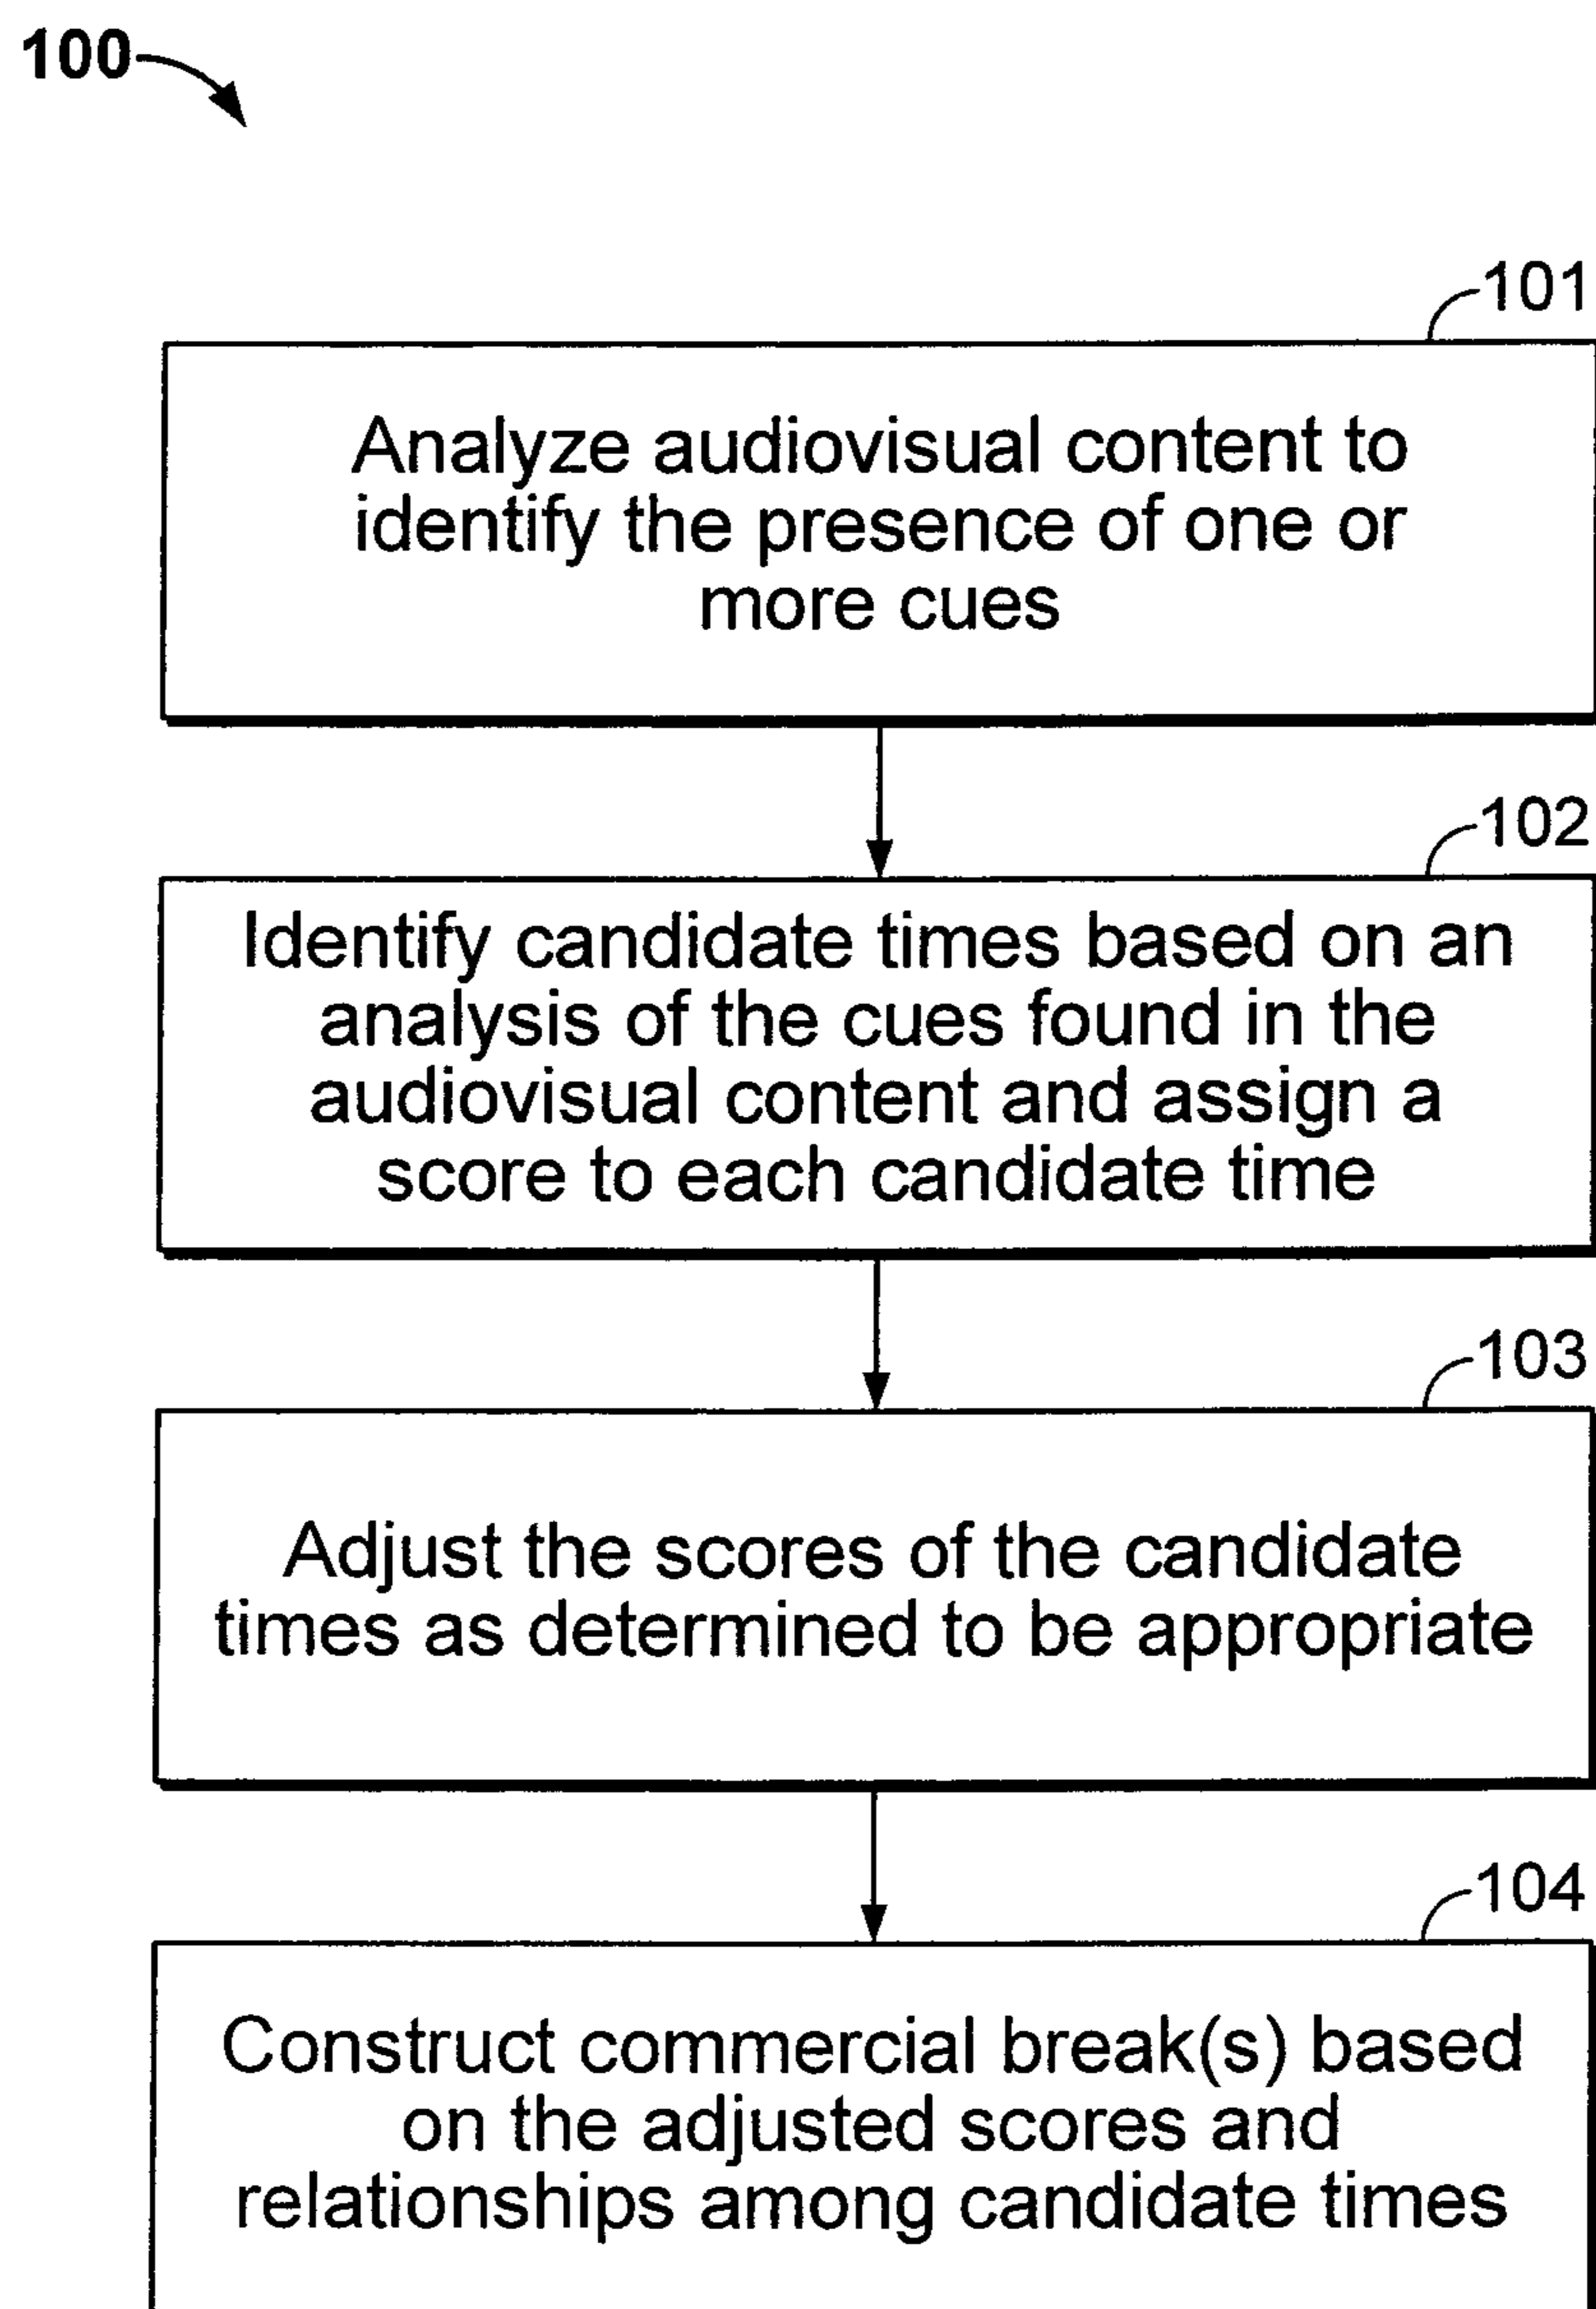 100
101
Analyze audiovisual content to
identify the presence of one or
more cues
102
Identify candidate times based on an
analysis of the cues found in the
audiovisual content and assign a
score to each candidate time
103
Adjust the scores of the candidate
times as determined to be appropriate
104
Construct commercial break(s) based
on the adjusted scores and
relationships among candidate times